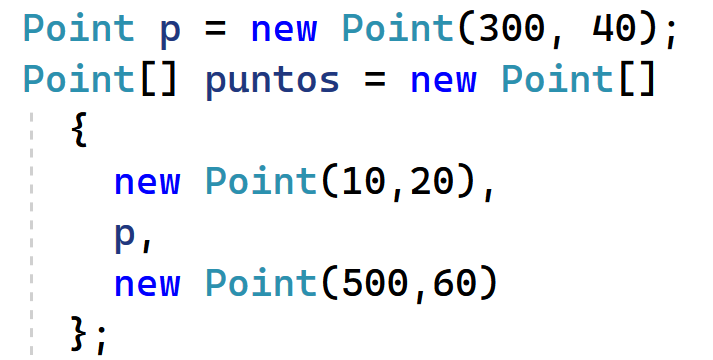 Point p = new Point(300, 40);
Point[] puntos = new Point[]
{
new Point(10,20),
p,
new Point(500,60)
};